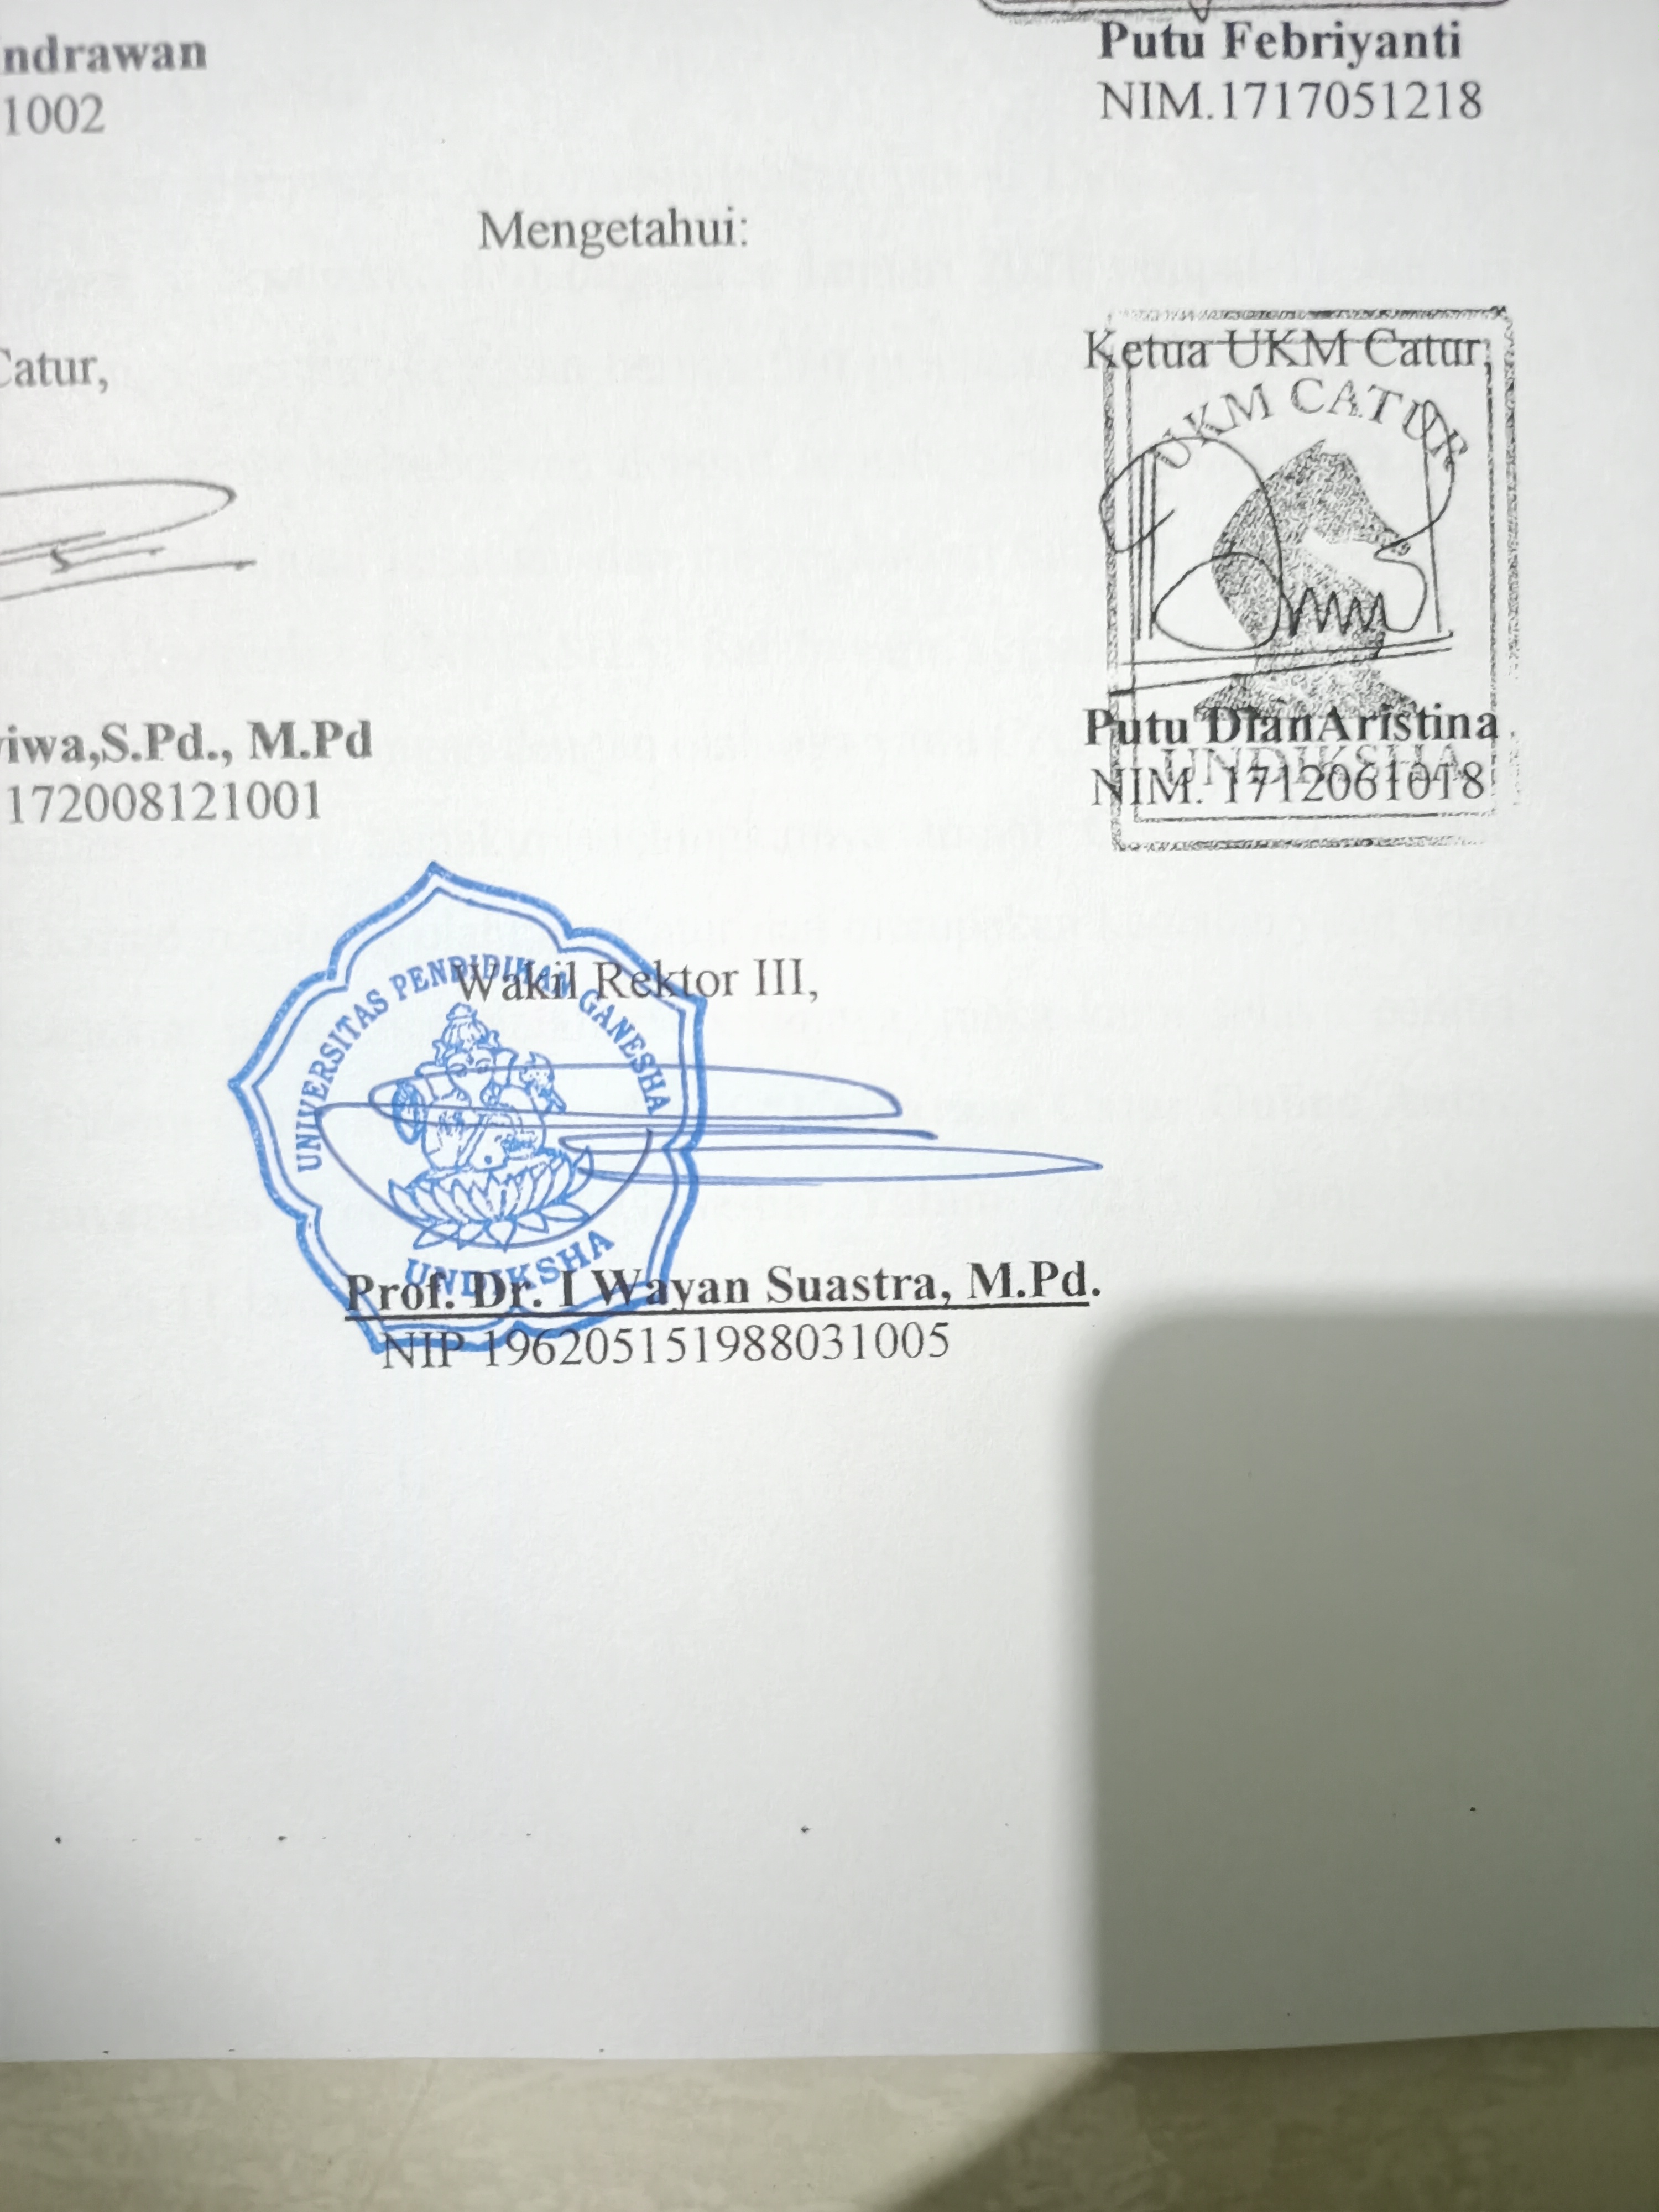 ndrawan
1002
Putu Febriyanti
NIM.1717051218
Mengetahui:
Catur,
Ketua UKM Catur,
UKM CATUR
iwa,S.Pd., M.Pd
172008121001
Putu DianAristina
UNDIKSHA
NIM. 1712061018
Wakil Rektor III,
UNIVERSITAS PENDIDIKAN GANESHA
UNDIKSHA
Prof. Dr. I Wayan Suastra, M.Pd.
NIP 196205151988031005